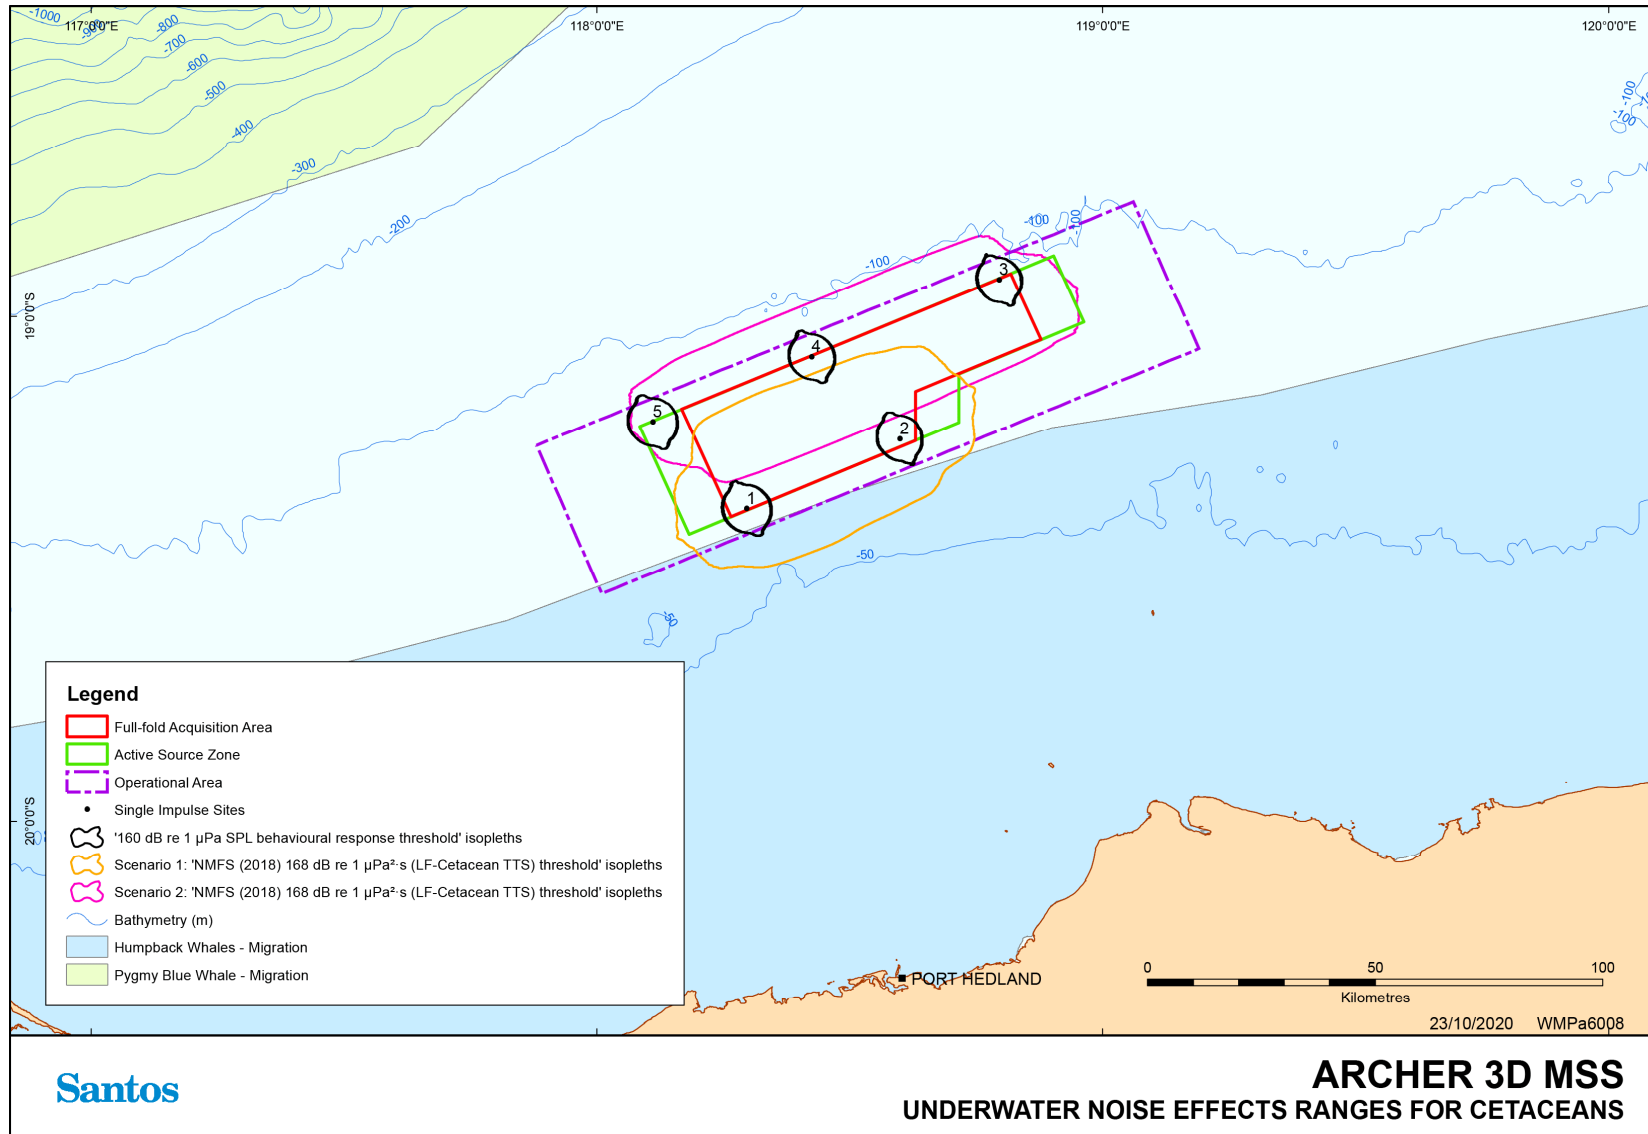 117°0'0"E
118°0'0"E
119°0'0"E
120°0'0"E
-1000
-900
-800
-700
-600
-500
-400
-300
-200
-100
-100
-100
-100
-100
19°0'0"S
3
4
5
2
1
-50
-50
20°0'0"S
Legend
Full-fold Acquisition Area
Active Source Zone
Operational Area
Single Impulse Sites
'160 dB re 1 µPa SPL behavioural response threshold' isopleths
Scenario 1: 'NMFS (2018) 168 dB re 1 µPa²·s (LF-Cetacean TTS) threshold' isopleths
Scenario 2: 'NMFS (2018) 168 dB re 1 µPa²·s (LF-Cetacean TTS) threshold' isopleths
Bathymetry (m)
Humpback Whales - Migration
Pygmy Blue Whale - Migration
PORT HEDLAND
0 50 100
Kilometres
23/10/2020 WMPa6008
Santos
ARCHER 3D MSS
UNDERWATER NOISE EFFECTS RANGES FOR CETACEANS